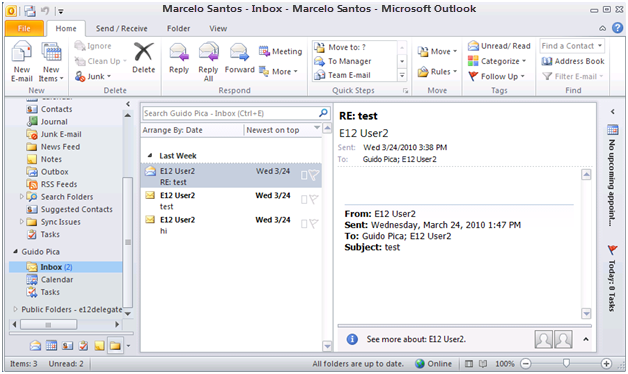 Marcelo Santos - Inbox - Marcelo Santos - Microsoft Outlook
File Home Send / Receive Folder View
New E-mail
New Items
Ignore
Clean Up
Junk
Delete
Delete
Reply
Reply All
Forward
Meeting
More
Respond
Move to: ?
To Manager
Team E-mail
Quick Steps
Move
Rules
Move
Unread/ Read
Categorize
Follow Up
Tags
Find a Contact
Address Book
Filter E-mail
Find
New
Calendar
Contacts
Journal
Junk E-mail
News Feed
Notes
Outbox
RSS Feeds
Search Folders
Suggested Contacts
Sync Issues
Tasks
Guido Pica
Inbox (2)
Calendar
Tasks
Public Folders - e12delegate
Search Guido Pica - Inbox (Ctrl+E)
Arrange By: Date Newest on top
Last Week
E12 User2 Wed 3/24
RE: test
E12 User2 Wed 3/24
test
E12 User2 Wed 3/24
hi
RE: test
E12 User2
Sent: Wed 3/24/2010 3:38 PM
To: Guido Pica; E12 User2
From: E12 User2
Sent: Wednesday, March 24, 2010 1:47 PM
To: Guido Pica; E12 User2
Subject: test
See more about: E12 User2.
No upcoming appoint...
Today: 0 Tasks
Items: 3 Unread: 2 All folders are up to date. Online 100%